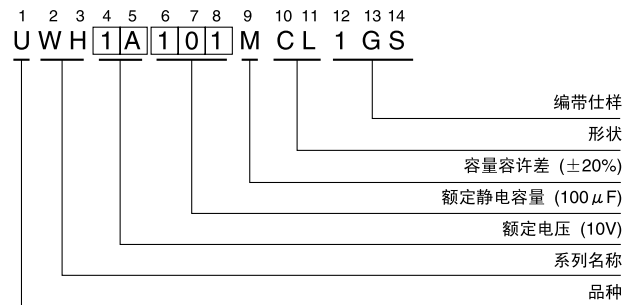 1 2 3 4 5 6 7 8 9 10 11 12 13 14
U W H 1 A 1 0 1 M C L 1 G S
编带仕样
形状
容量容许差 (±20%)
额定静电容量 (100μF)
额定电压 (10V)
系列名称
品种